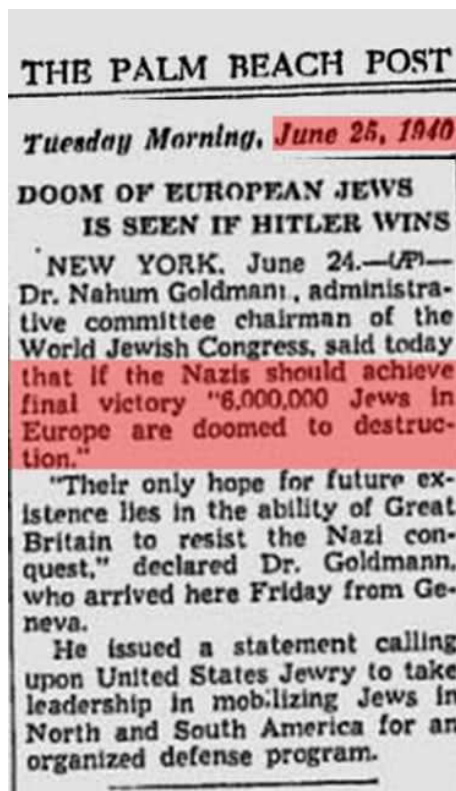 THE PALM BEACH POST
Tuesday Morning, June 25, 1940
DOOM OF EUROPEAN JEWS
IS SEEN IF HITLER WINS
NEW YORK, June 24.—(AP)—
Dr. Nahum Goldmann, administra-
tive committee chairman of the
World Jewish Congress, said today
that if the Nazis should achieve
final victory "6,000,000 Jews in
Europe are doomed to destruc-
tion."
"Their only hope for future ex-
istence lies in the ability of Great
Britain to resist the Nazi con-
quest," declared Dr. Goldmann,
who arrived here Friday from Ge-
neva.
He issued a statement calling
upon United States Jewry to take
leadership in mobilizing Jews in
North and South America for an
organized defense program.